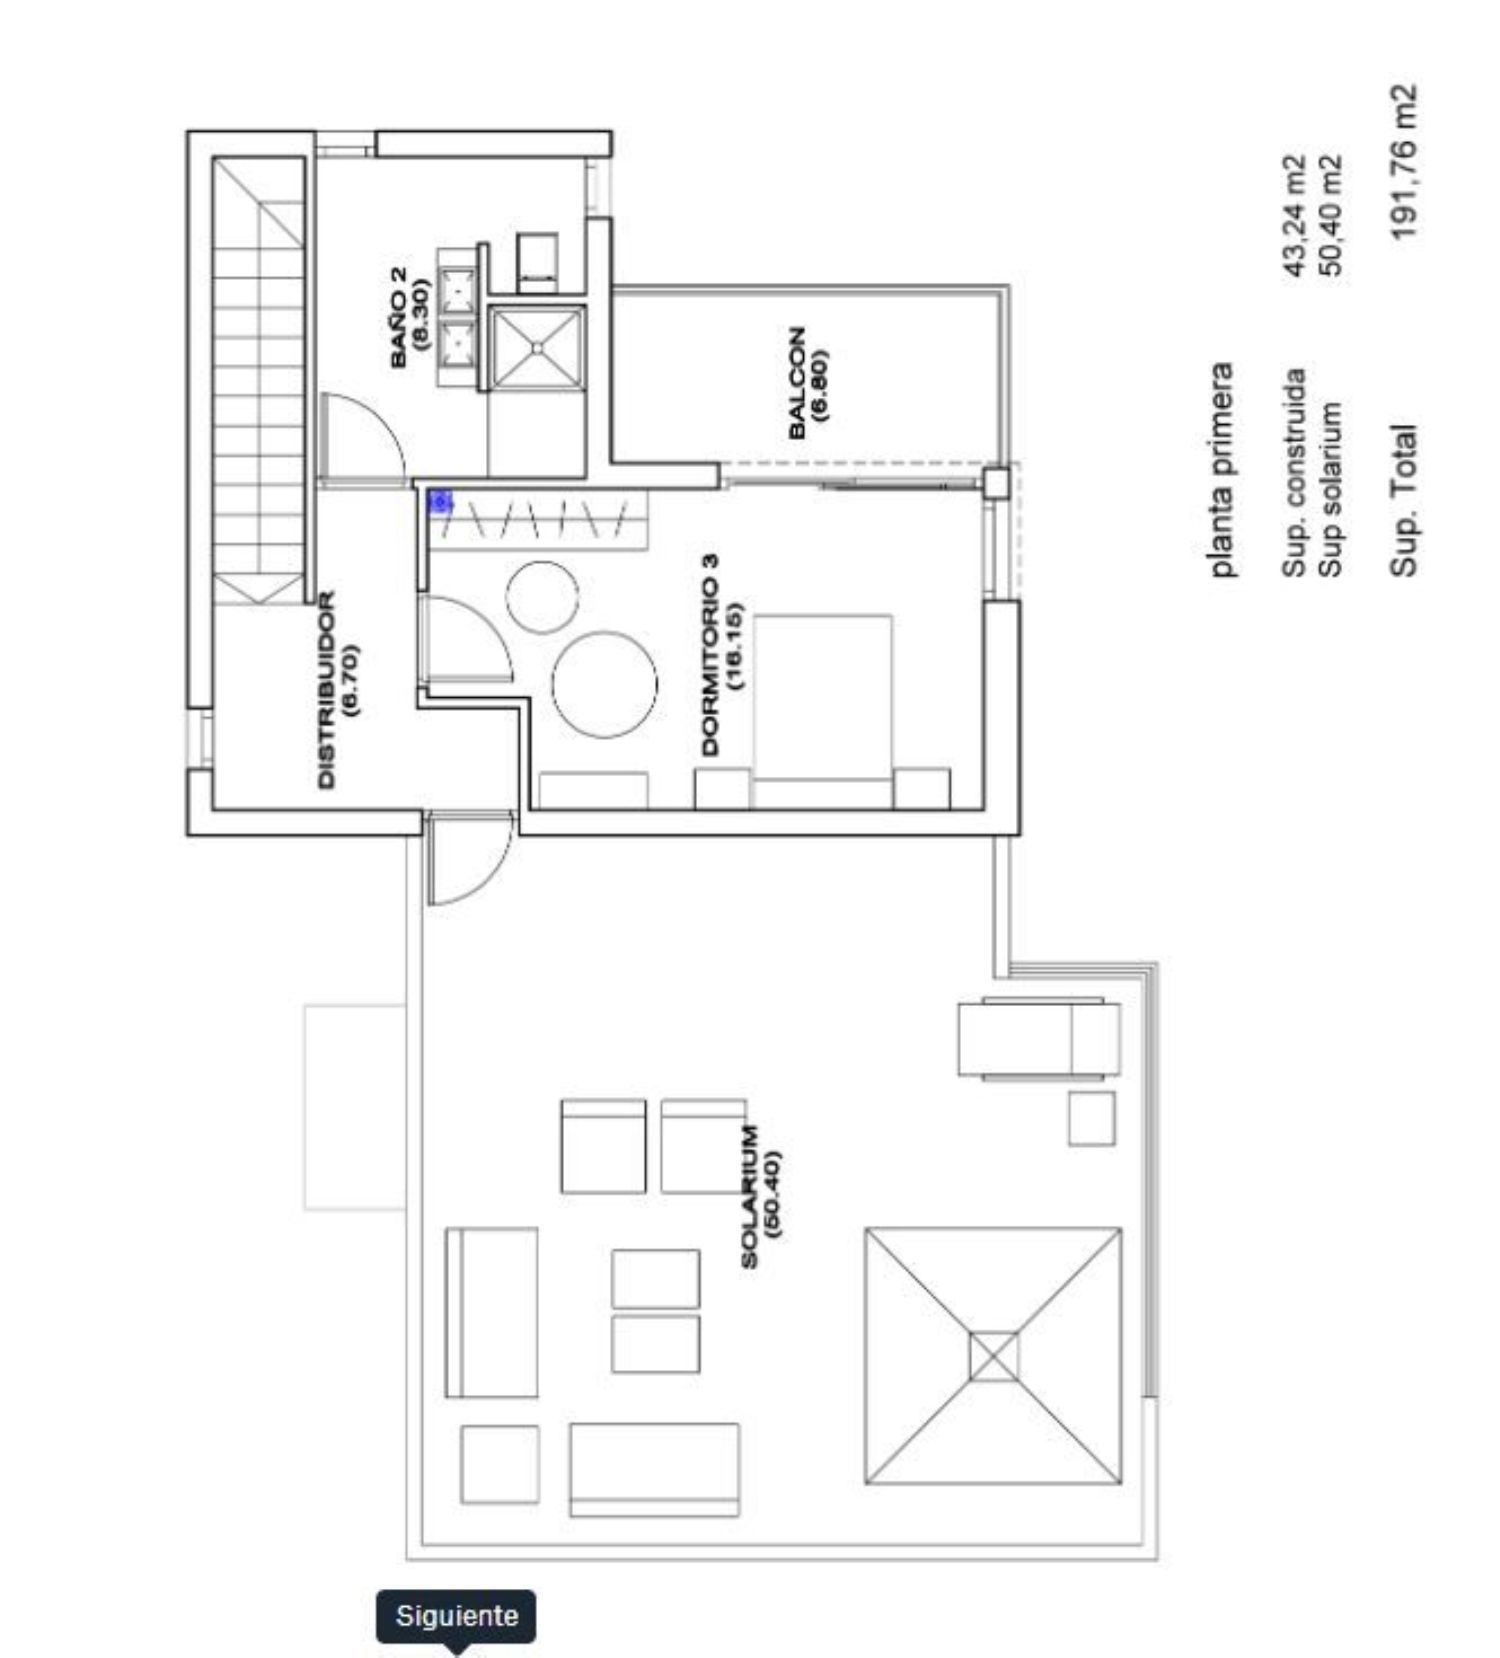 BAÑO 2
(8.30)
BALCON
(6.80)
DISTRIBUIDOR
(6.70)
DORMITORIO 3
(16.15)
SOLARIUM
(50.40)
planta primera
Sup. construida 43,24 m2
Sup solarium 50,40 m2
Sup. Total 191,76 m2
Siguiente